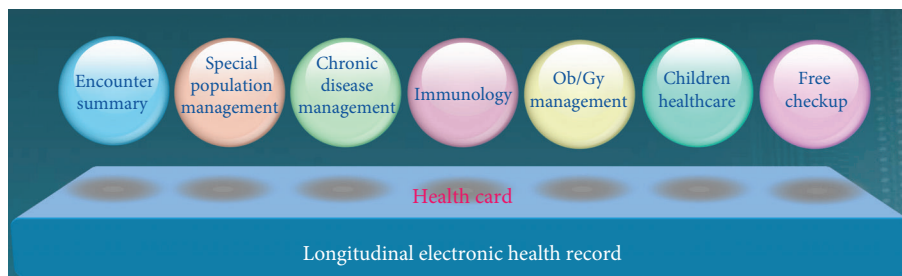 Encounter
summary
Special
population
management
Chronic
disease
management
Immunology
Ob/Gy
management
Children
healthcare
Free
checkup
Health card
Longitudinal electronic health record